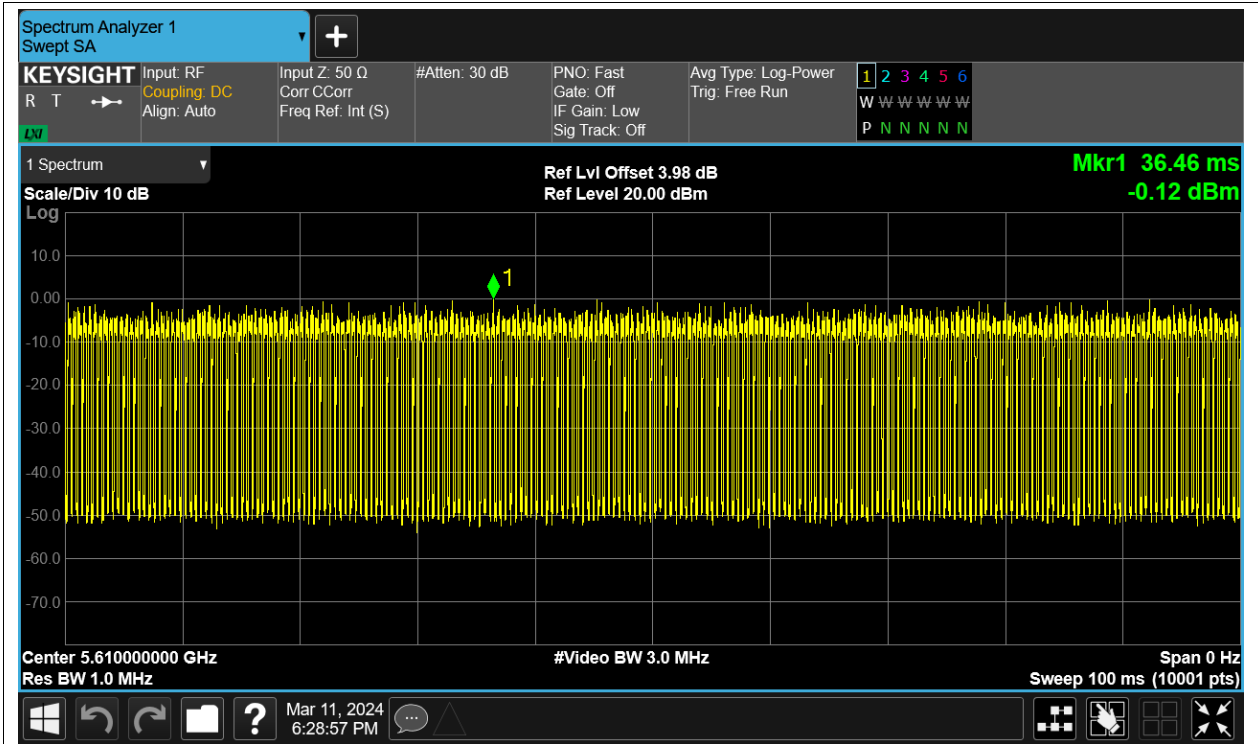 Spectrum Analyzer 1
Swept SA
KEYSIGHT
R T
LXI
Input: RF
Coupling: DC
Align: Auto
Input Z: 50 Ω
Corr CCorr
Freq Ref: Int (S)
#Atten: 30 dB
PNO: Fast
Gate: Off
IF Gain: Low
Sig Track: Off
Avg Type: Log-Power
Trig: Free Run
1 2 3 4 5 6
W W W W W W
P N N N N N
1 Spectrum
Scale/Div 10 dB
Log
Ref Lvl Offset 3.98 dB
Ref Level 20.00 dBm
Mkr1 36.46 ms
-0.12 dBm
10.0
1
0.00
-10.0
-20.0
-30.0
-40.0
-50.0
-60.0
-70.0
Center 5.610000000 GHz
Res BW 1.0 MHz
#Video BW 3.0 MHz
Span 0 Hz
Sweep 100 ms (10001 pts)
?
Mar 11, 2024
6:28:57 PM